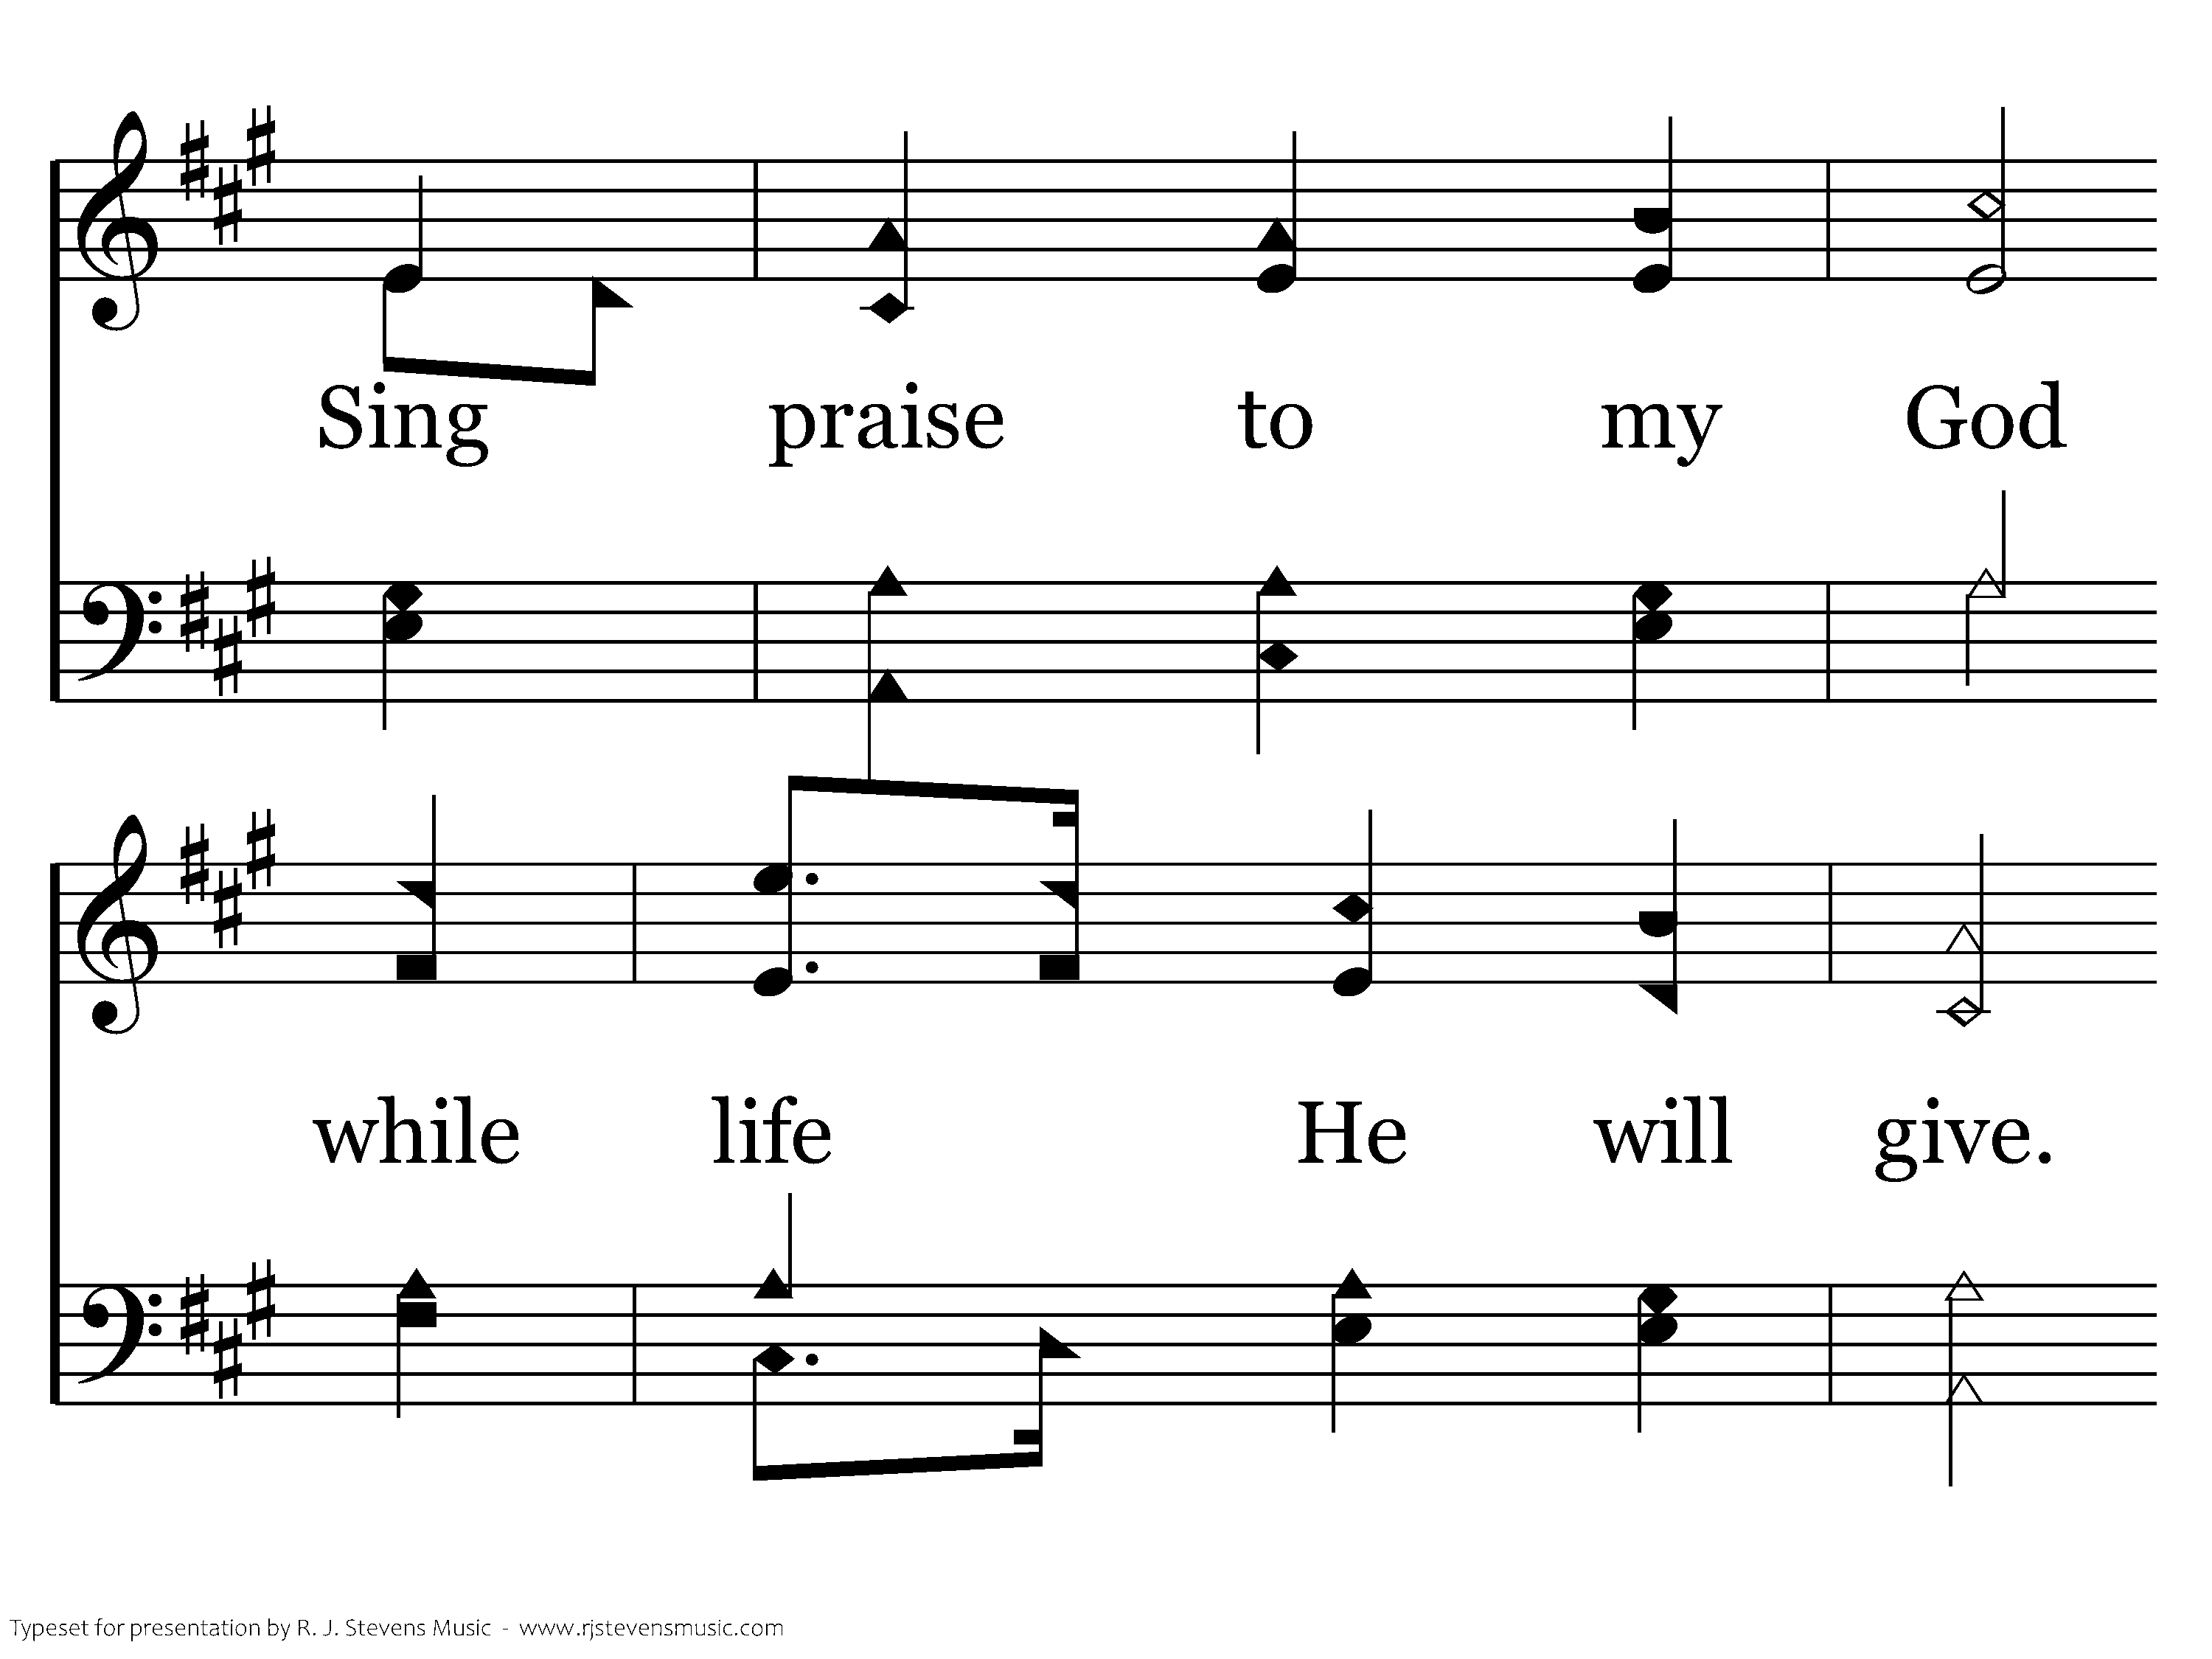 Sing praise to my God
while life He will give.
Typeset for presentation by R. J. Stevens Music - www.rjstevensmusic.com